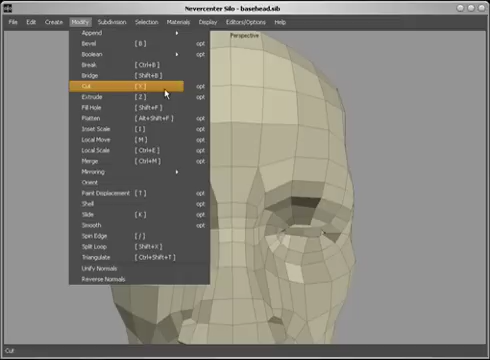 Nevercenter Silo - basehead.sib
File Edit Create Modify Subdivision Selection Materials Display Editors/Options Help
Perspective
Append
Bevel [ B ] opt
Boolean opt
Break [ Ctrl+B ]
Bridge [ Shift+B ]
Cut opt
Extrude [ Z ] opt
Fill Hole [ Shift+F ]
Flatten [ Alt+Shift+F ] opt
Inset Scale [ I ] opt
Local Move [ M ] opt
Local Scale [ Ctrl+E ] opt
Merge [ Ctrl+M ] opt
Mirroring
Orient
Paint Displacement [ T ] opt
Shell opt
Slide [ K ] opt
Smooth opt
Spin Edge [ / ]
Split Loop [ Shift+X ]
Triangulate [ Ctrl+Shift+T ]
Unify Normals
Reverse Normals
Cut